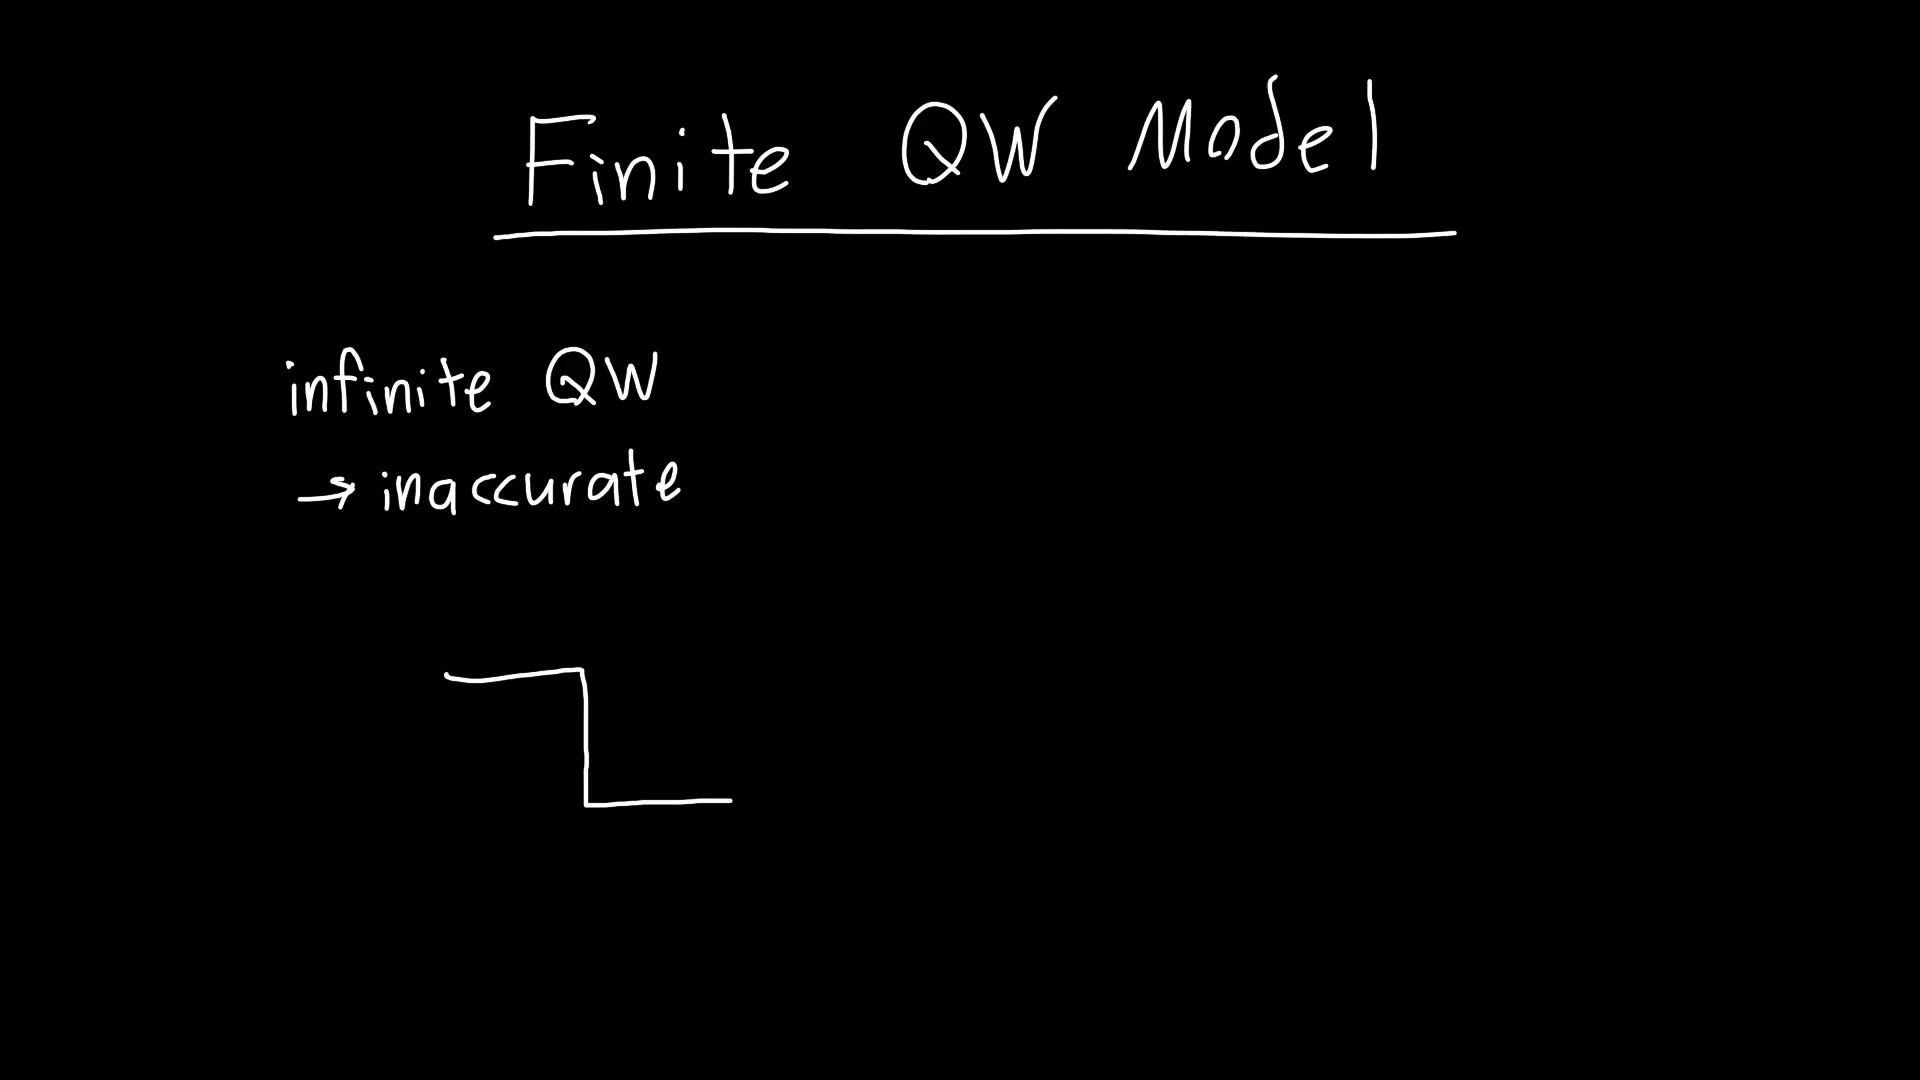 Finite QW Model
infinite QW
→ inaccurate